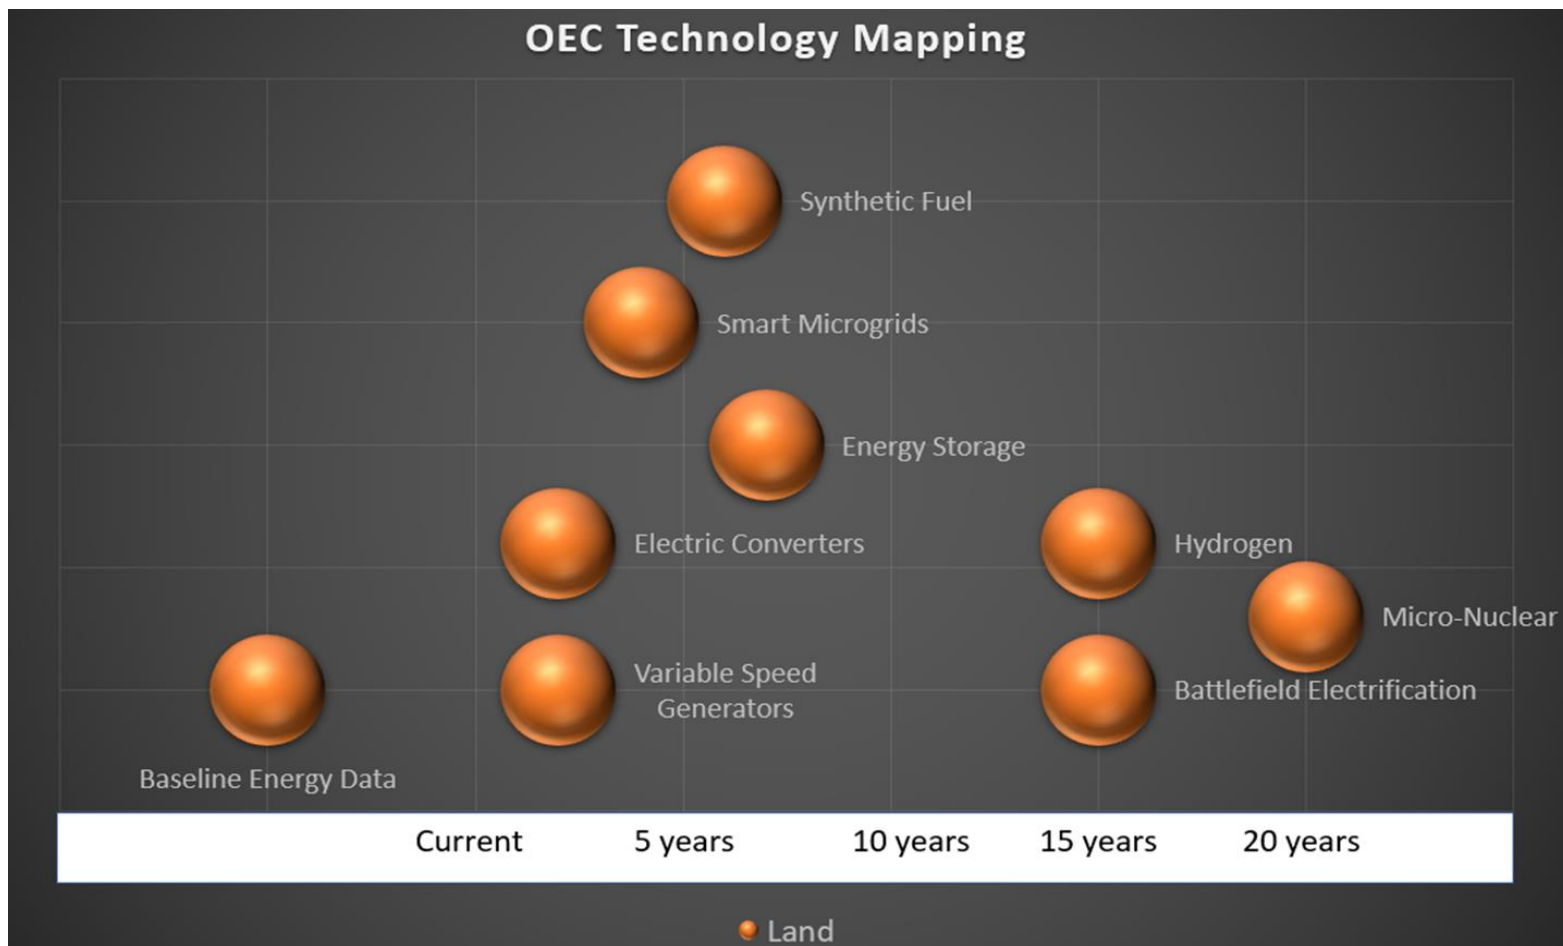 OEC Technology Mapping
Synthetic Fuel
Smart Microgrids
Energy Storage
Electric Converters
Hydrogen
Micro-Nuclear
Variable Speed
Generators
Battlefield Electrification
Baseline Energy Data
Current 5 years 10 years 15 years 20 years
Land